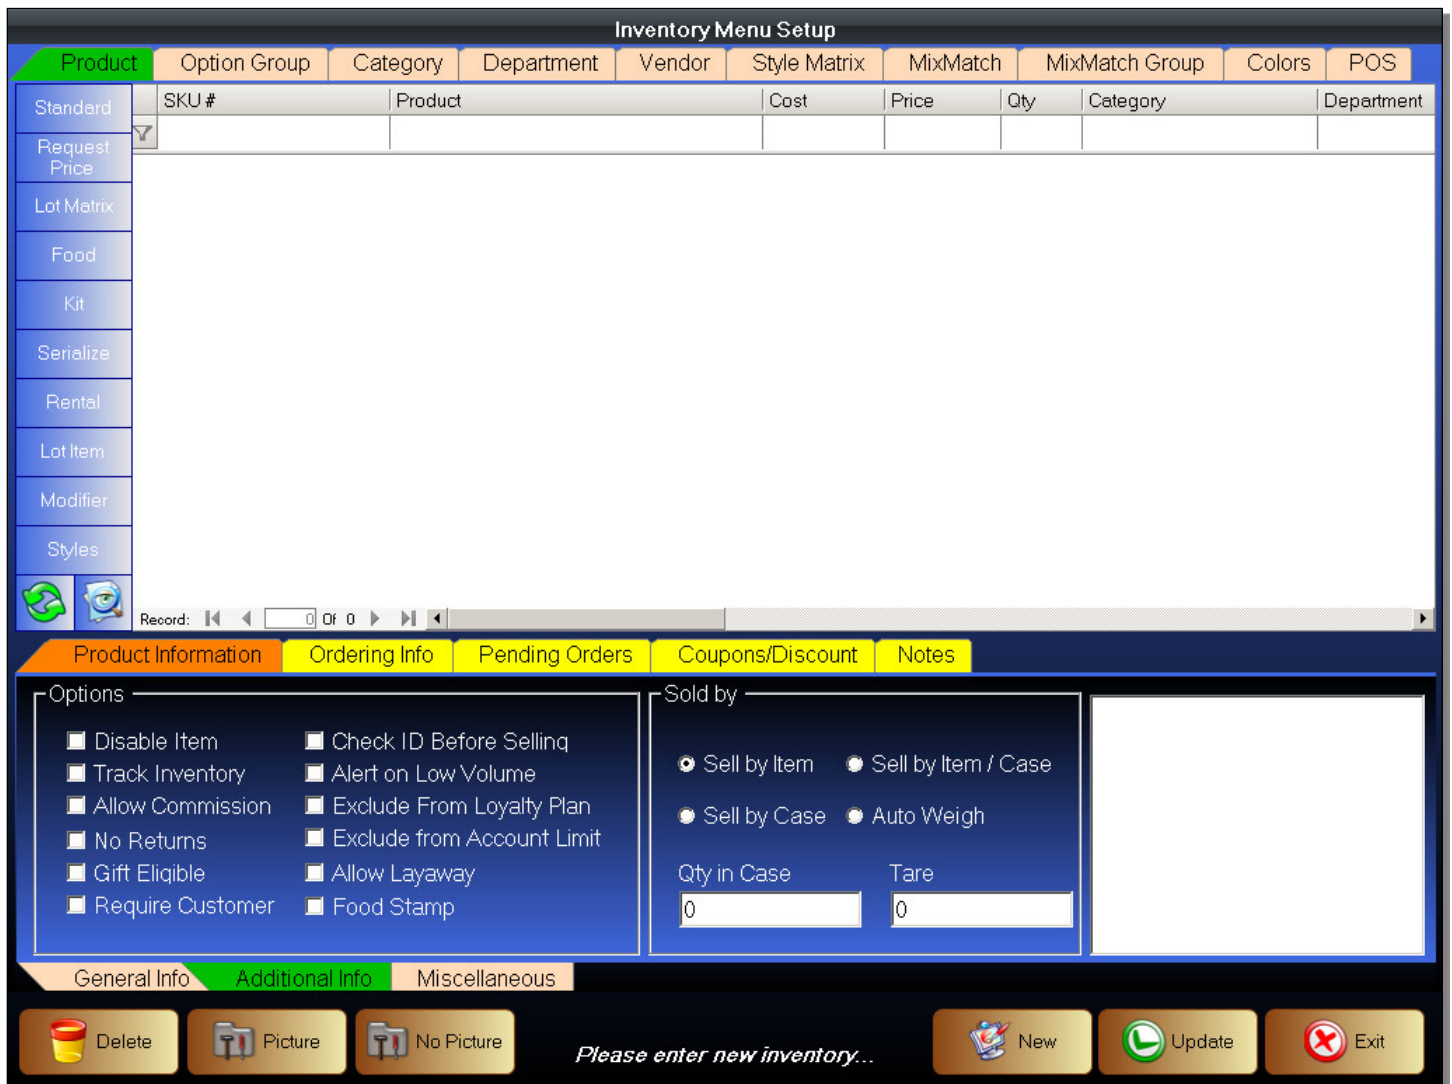 Inventory Menu Setup
Product Option Group Category Department Vendor Style Matrix MixMatch MixMatch Group Colors POS
SKU # Product Cost Price Qty Category Department
Standard
Request
Price
Lot Matrix
Food
Kit
Serialize
Rental
Lot Item
Modifier
Styles
Record: 0 Of 0
Product Information Ordering Info Pending Orders Coupons/Discount Notes
Options
Disable Item Check ID Before Selling
Track Inventory Alert on Low Volume
Allow Commission Exclude From Loyalty Plan
No Returns Exclude from Account Limit
Gift Eligible Allow Layaway
Require Customer Food Stamp
Sold by
Sell by Item Sell by Item / Case
Sell by Case Auto Weigh
Qty in Case Tare
0 0
General Info Additional Info Miscellaneous
Delete Picture No Picture Please enter new inventory... New Update Exit